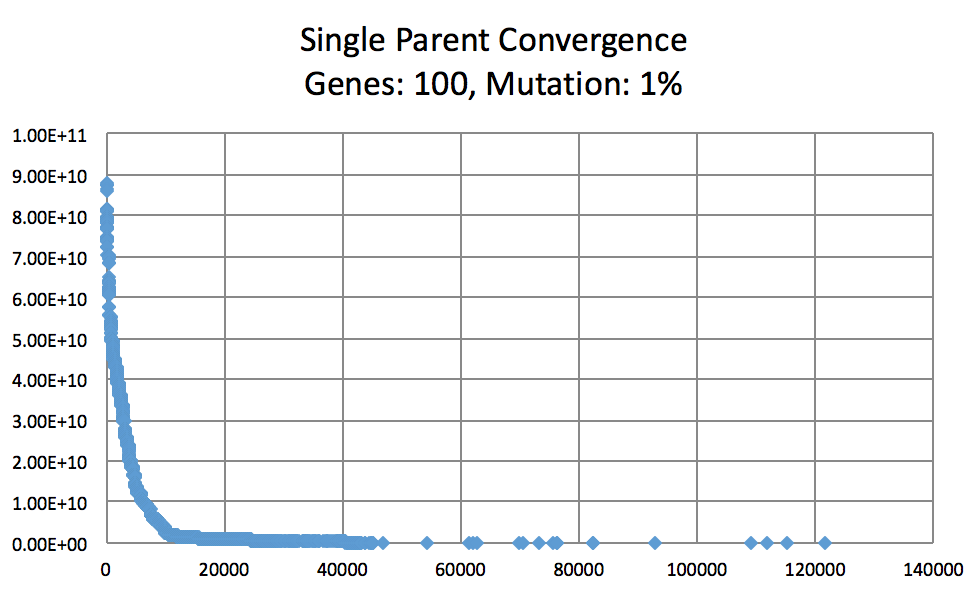 Single Parent Convergence
Genes: 100, Mutation: 1%
1.00E+11
9.00E+10
8.00E+10
7.00E+10
6.00E+10
5.00E+10
4.00E+10
3.00E+10
2.00E+10
1.00E+10
0.00E+00
0 20000 40000 60000 80000 100000 120000 140000